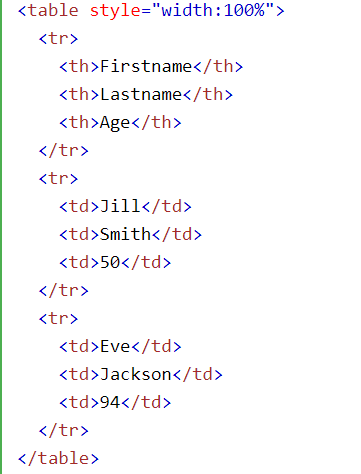 <table style="width:100%">
  <tr>
    <th>Firstname</th>
    <th>Lastname</th>
    <th>Age</th>
  </tr>
  <tr>
    <td>Jill</td>
    <td>Smith</td>
    <td>50</td>
  </tr>
  <tr>
    <td>Eve</td>
    <td>Jackson</td>
    <td>94</td>
  </tr>
</table>